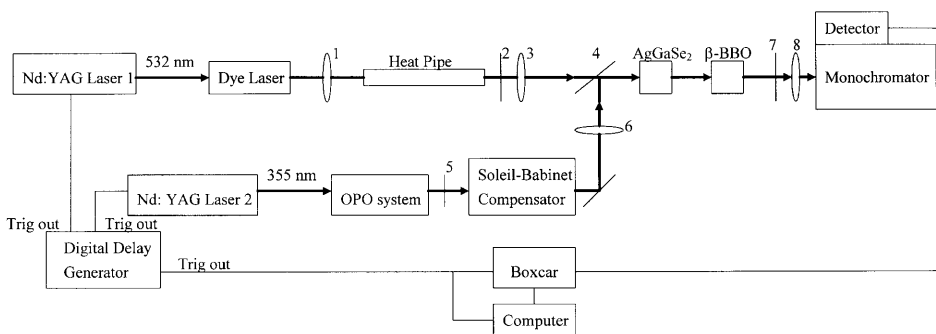 Detector
1
2
3
4
AgGaSe₂
β-BBO
7
8
532 nm
Heat Pipe
Nd:YAG Laser 1
Dye Laser
Monochromator
6
355 nm
5
Soleil-Babinet
Compensator
Nd: YAG Laser 2
OPO system
Trig out
Trig out
Digital Delay
Generator
Trig out
Boxcar
Computer